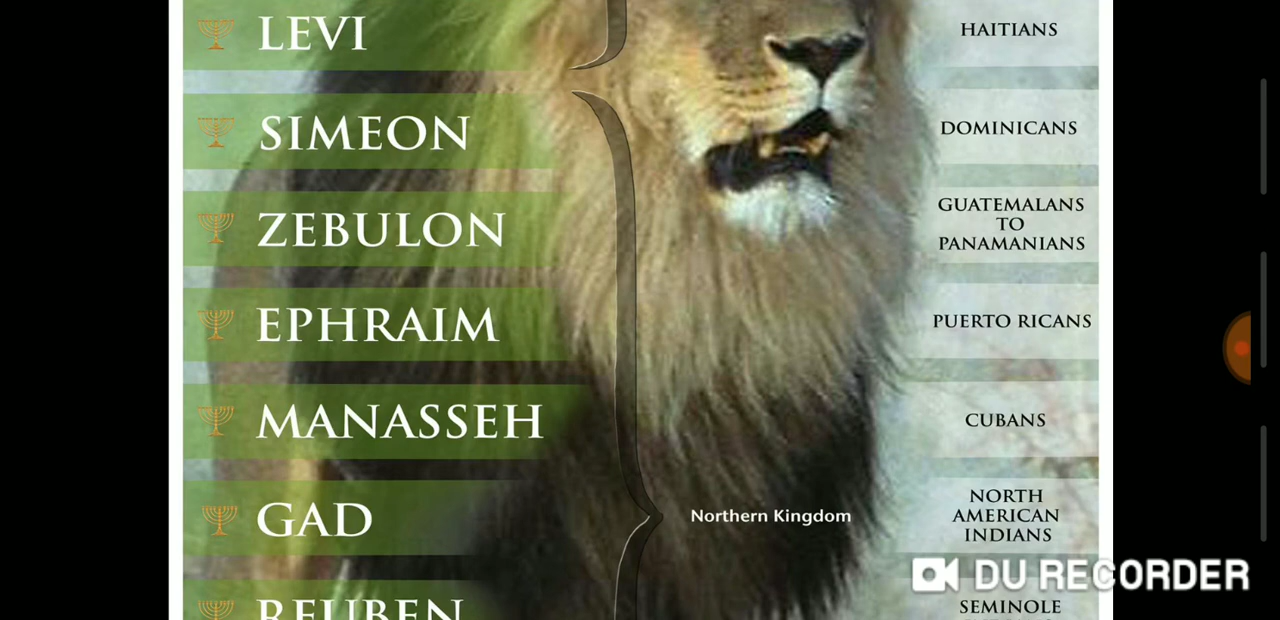 LEVI
HAITIANS
SIMEON
DOMINICANS
ZEBULON
GUATEMALANS
TO
PANAMANIANS
EPHRAIM
PUERTO RICANS
MANASSEH
CUBANS
GAD
Northern Kingdom
NORTH
AMERICAN
INDIANS
DU RECORDER
REUBEN
SEMINOLE